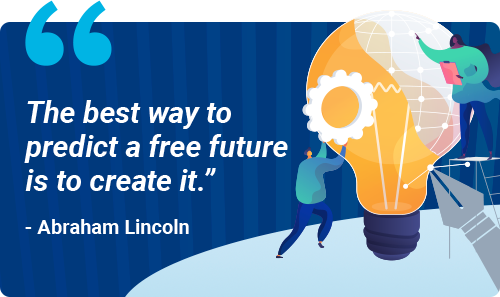 “
The best way to
predict a free future
is to create it.”
- Abraham Lincoln